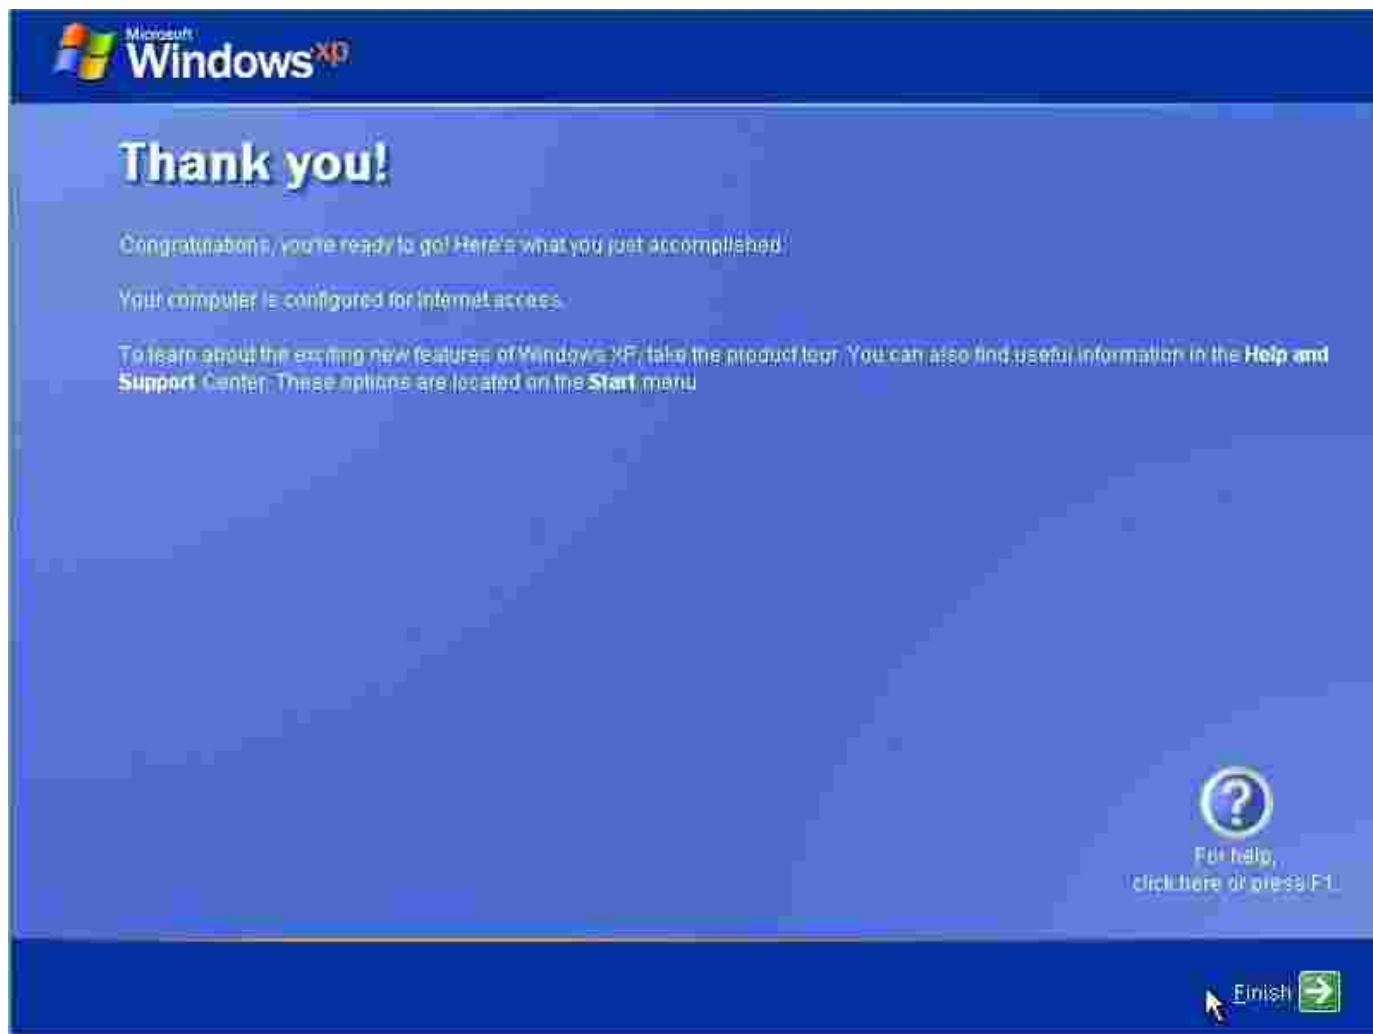 Microsoft
Windows xp
Thank you!
Congratulations, you're ready to go! Here's what you just accomplished:
Your computer is configured for Internet access.
To learn about the exciting new features of Windows XP, take the product tour. You can also find useful information in the Help and
Support Center. These options are located on the Start menu.
For help,
click here or press F1.
Finish